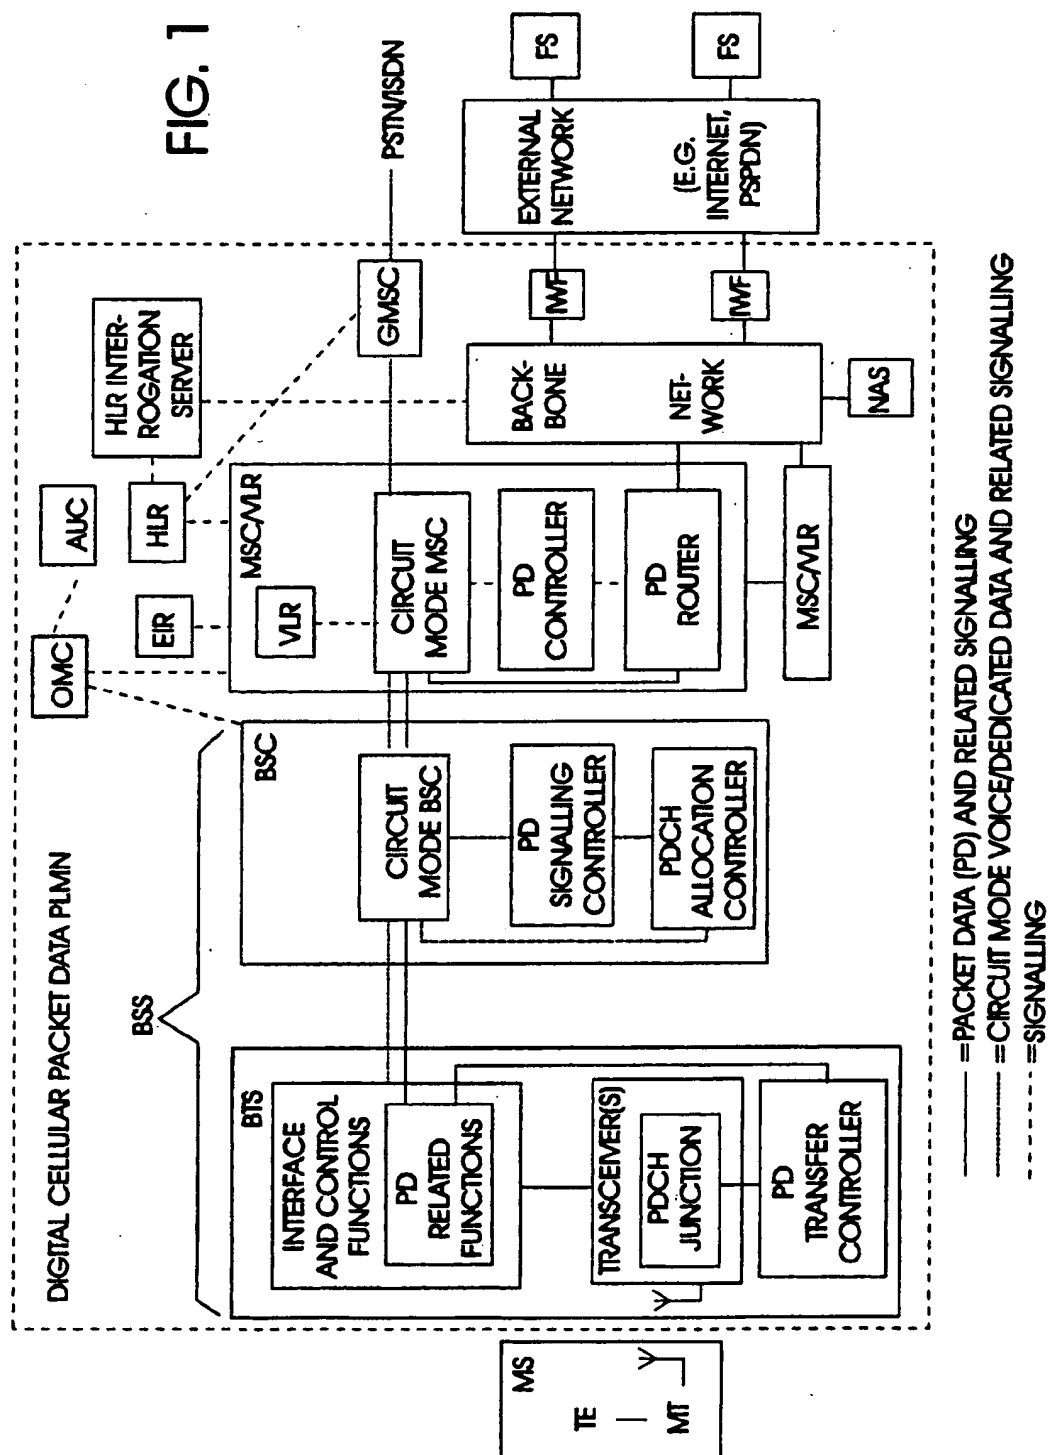 FIG. 1
DIGITAL CELLULAR PACKET DATA PLMN
BSS
MS
TE
MT
BTS
INTERFACE
AND CONTROL
FUNCTIONS
PD
RELATED
FUNCTIONS
TRANSCEIVER(S)
PDCH
JUNCTION
PD
TRANSFER
CONTROLLER
BSC
CIRCUIT
MODE BSC
PD
SIGNALLING
CONTROLLER
PDCH
ALLOCATION
CONTROLLER
OMC
AUC
EIR
HLR
HLR INTER-
ROGATION
SERVER
MSC/VLR
VLR
CIRCUIT
MODE MSC
PD
CONTROLLER
PD
ROUTER
MSC/VLR
GMSC
PSTN/ISDN
BACK-
BONE
NET-
WORK
NAS
IWF
IWF
EXTERNAL
NETWORK
(E.G.
INTERNET,
PSPDN)
FS
FS
=PACKET DATA (PD) AND RELATED SIGNALLING
=CIRCUIT MODE VOICE/DEDICATED DATA AND RELATED SIGNALLING
=SIGNALLING